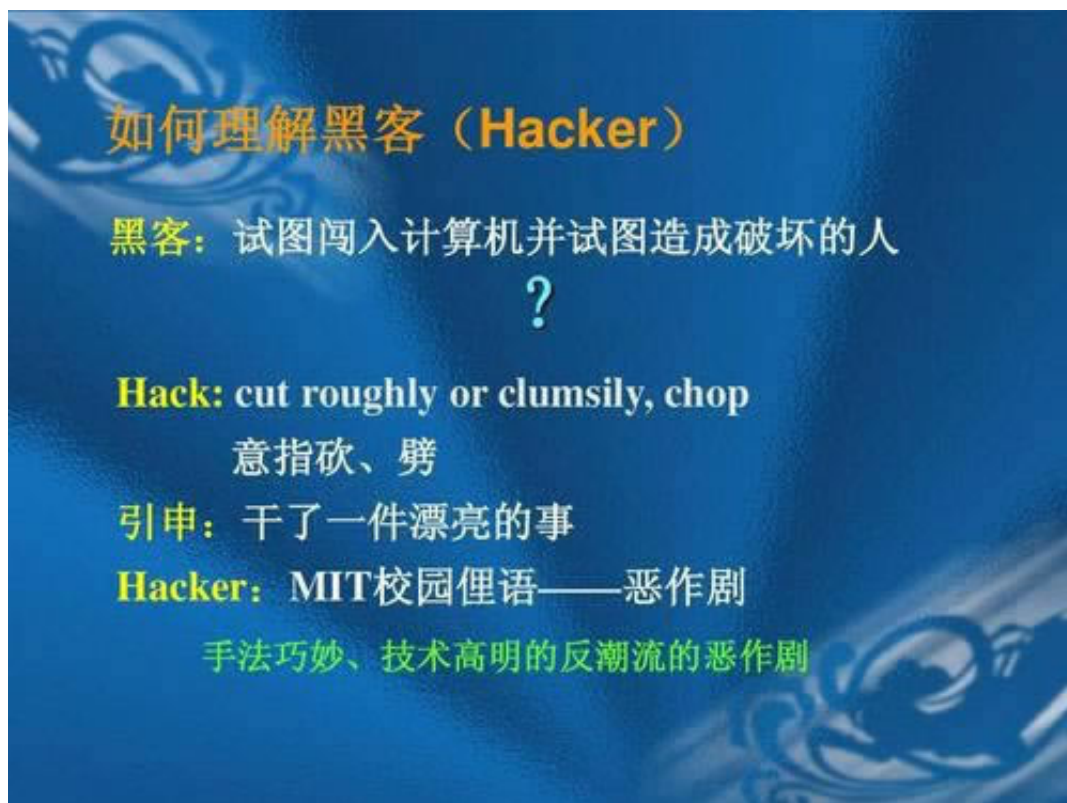 如何理解黑客（Hacker）
黑客：试图闯入计算机并试图造成破坏的人
？
Hack: cut roughly or clumsily, chop
意指砍、劈
引申：干了一件漂亮的事
Hacker：MIT校园俚语——恶作剧
手法巧妙、技术高明的反潮流的恶作剧